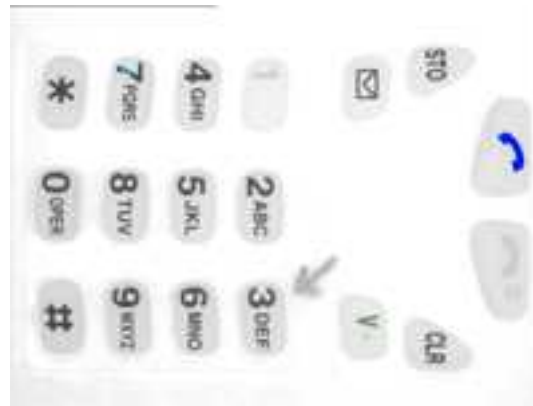 STO CLR
V
1 2 ABC 3 DEF
4 GHI 5 JKL 6 MNO
7 PQRS 8 TUV 9 WXYZ
* 0 OPER #